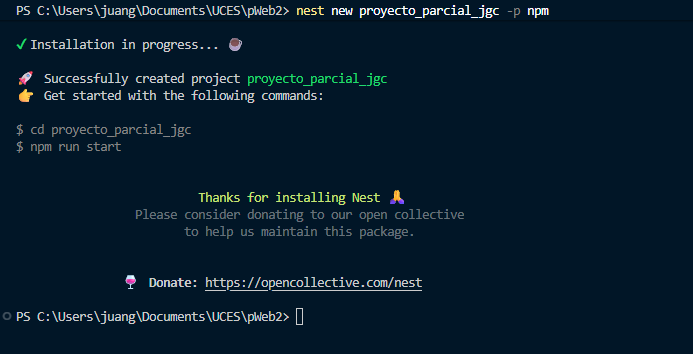 PS C:\Users\juang\Documents\UCES\pWeb2> nest new proyecto_parcial_jgc -p npm
✓ Installation in progress... ☕
🚀 Successfully created project proyecto_parcial_jgc
👉 Get started with the following commands:
$ cd proyecto_parcial_jgc
$ npm run start
Thanks for installing Nest 🙏
Please consider donating to our open collective
to help us maintain this package.
🍷 Donate: https://opencollective.com/nest
PS C:\Users\juang\Documents\UCES\pWeb2>